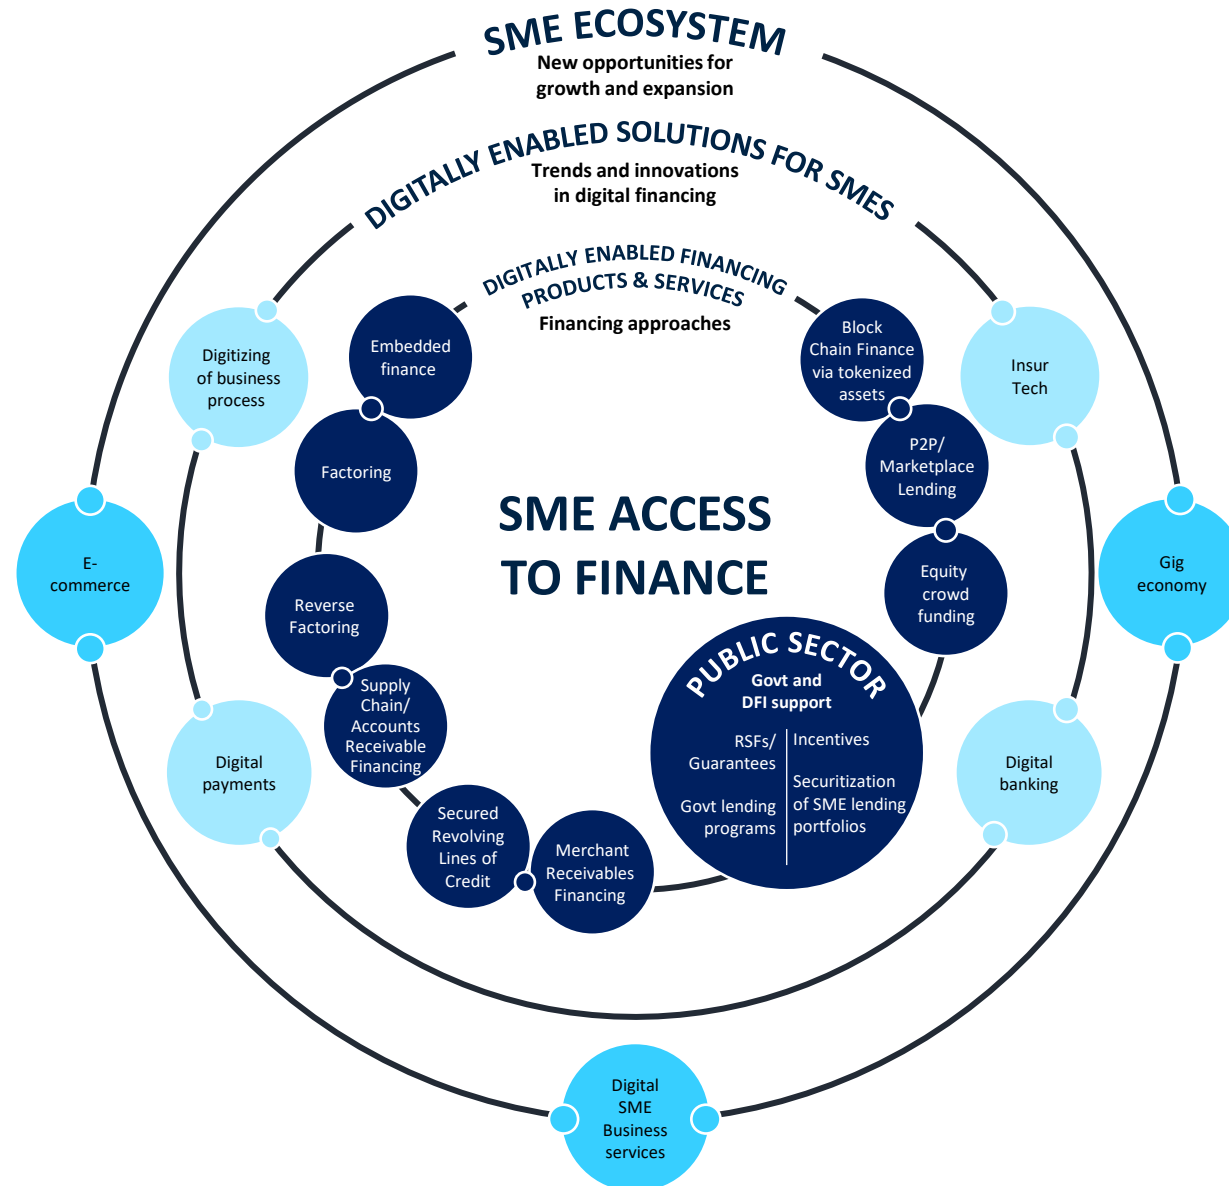 SME ECOSYSTEM
New opportunities for
growth and expansion
DIGITALLY ENABLED SOLUTIONS FOR SMES
Trends and innovations
in digital financing
DIGITALLY ENABLED FINANCING
PRODUCTS & SERVICES
Financing approaches
Embedded
finance
Block
Chain Finance
via tokenized
assets
Digitizing
of business
process
Insur
Tech
Factoring
P2P/
Marketplace
Lending
SME ACCESS
TO FINANCE
E-
commerce
Gig
economy
Reverse
Factoring
Equity
crowd
funding
Supply
Chain/
Accounts
Receivable
Financing
PUBLIC SECTOR
Govt and
DFI support
RSFs/
Guarantees
Govt lending
programs
Incentives
Securitization
of SME lending
portfolios
Digital
payments
Digital
banking
Secured
Revolving
Lines of
Credit
Merchant
Receivables
Financing
Digital
SME
Business
services